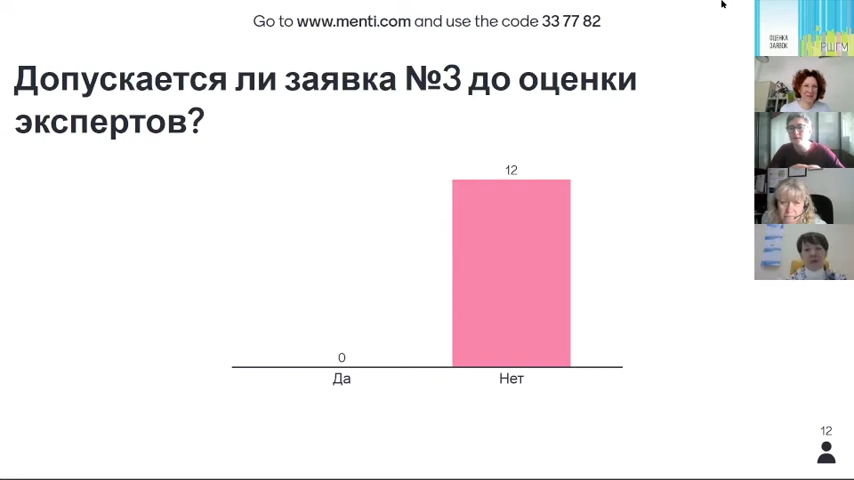 Go to www.menti.com and use the code 33 77 82
Допускается ли заявка №3 до оценки
экспертов?
12
0
Да
Нет
12
ОЦЕНКА
ЗАЯВОК
РШГМ